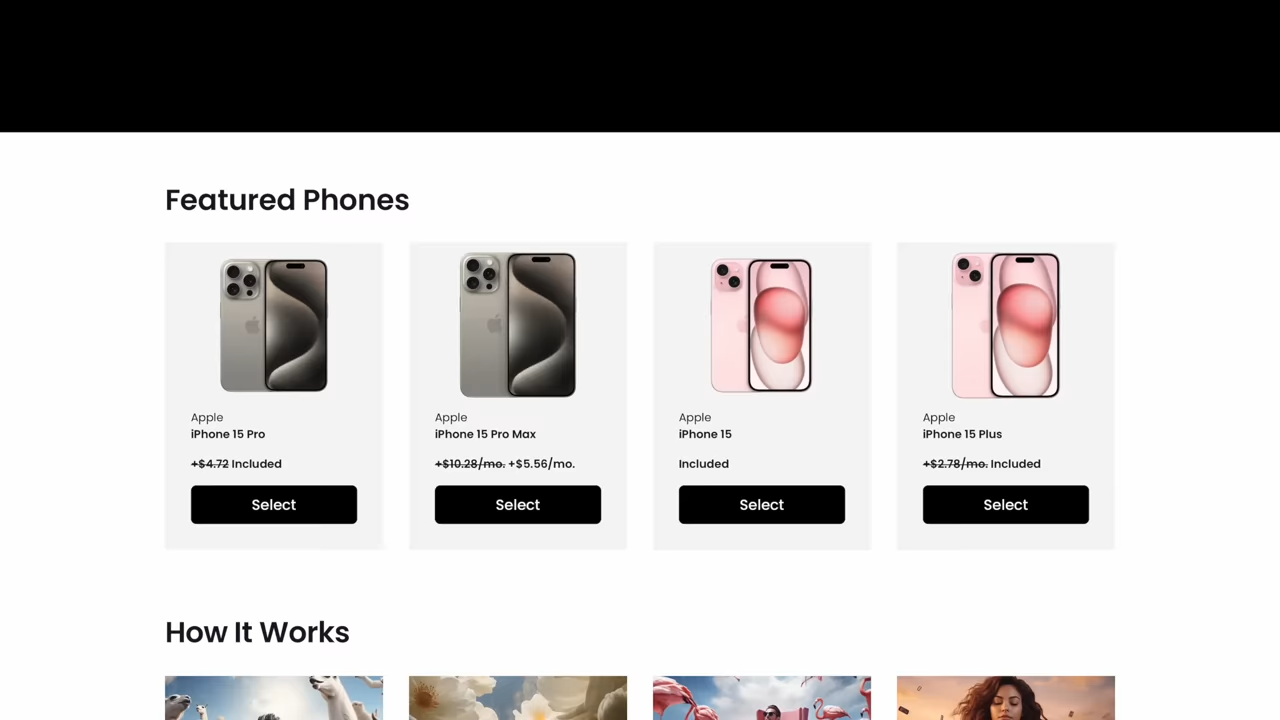 Featured Phones
Apple
iPhone 15 Pro
+$4.72 Included
Select
Apple
iPhone 15 Pro Max
+$10.28/mo. +$5.56/mo.
Select
Apple
iPhone 15
Included
Select
Apple
iPhone 15 Plus
+$2.78/mo. Included
Select
How It Works